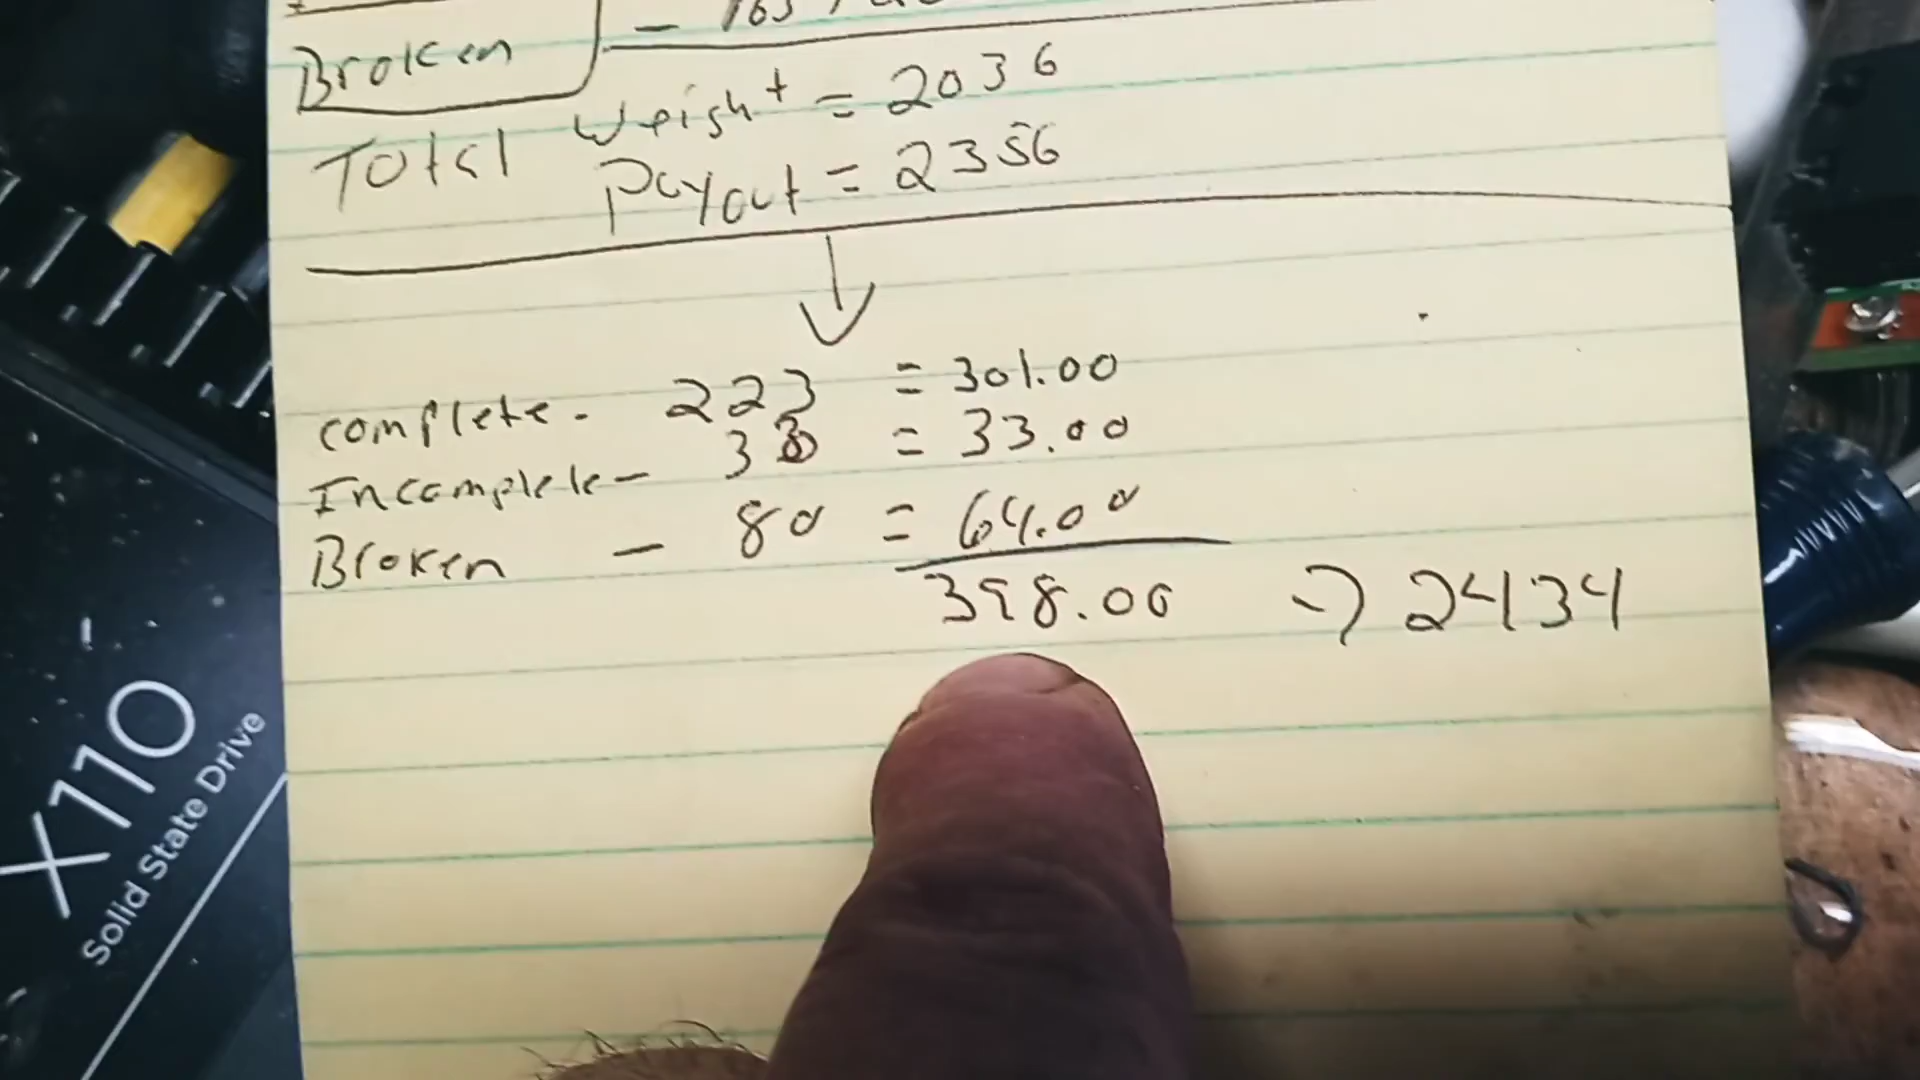 Broken
Total Weight = 2036
Payout = 2356
Complete - 223 = 301.00
Incomplete - 33 = 33.00
Broken - 80 = 64.00
398.00 → 2434
X110
Solid State Drive